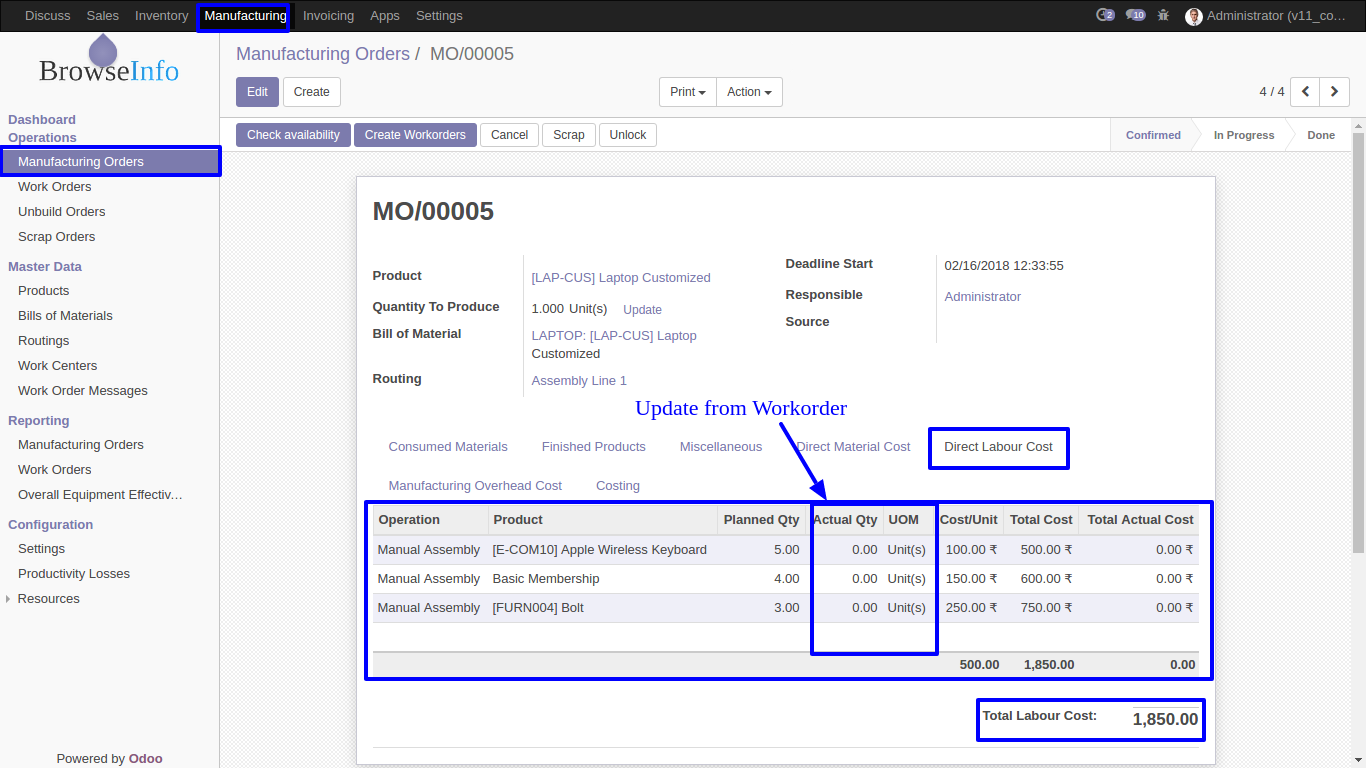 Discuss Sales Inventory Manufacturing Invoicing Apps Settings 2 10 Administrator (v11_co...
BrowseInfo
Dashboard
Operations
Manufacturing Orders
Work Orders
Unbuild Orders
Scrap Orders
Master Data
Products
Bills of Materials
Routings
Work Centers
Work Order Messages
Reporting
Manufacturing Orders
Work Orders
Overall Equipment Effectiv...
Configuration
Settings
Productivity Losses
Resources
Powered by Odoo
Manufacturing Orders / MO/00005
Edit Create Print Action 4 / 4
Check availability Create Workorders Cancel Scrap Unlock Confirmed In Progress Done
MO/00005
Product [LAP-CUS] Laptop Customized
Quantity To Produce 1.000 Unit(s) Update
Bill of Material LAPTOP: [LAP-CUS] Laptop
Customized
Routing Assembly Line 1
Deadline Start 02/16/2018 12:33:55
Responsible Administrator
Source
Update from Workorder
Consumed Materials Finished Products Miscellaneous Direct Material Cost Direct Labour Cost
Manufacturing Overhead Cost Costing
Operation Product Planned Qty Actual Qty UOM Cost/Unit Total Cost Total Actual Cost
Manual Assembly [E-COM10] Apple Wireless Keyboard 5.00 0.00 Unit(s) 100.00 ₹ 500.00 ₹ 0.00 ₹
Manual Assembly Basic Membership 4.00 0.00 Unit(s) 150.00 ₹ 600.00 ₹ 0.00 ₹
Manual Assembly [FURN004] Bolt 3.00 0.00 Unit(s) 250.00 ₹ 750.00 ₹ 0.00 ₹
500.00 1,850.00 0.00
Total Labour Cost: 1,850.00